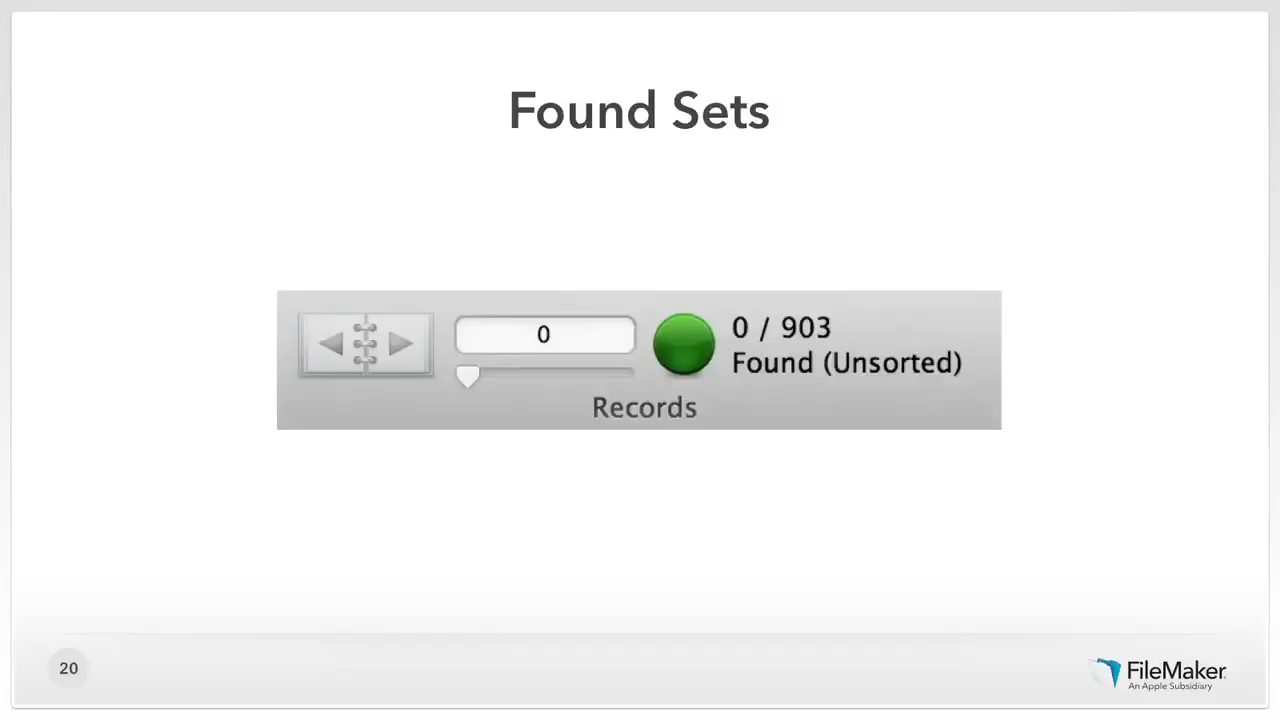 Found Sets
0
0 / 903
Found (Unsorted)
Records
20
FileMaker
An Apple Subsidiary